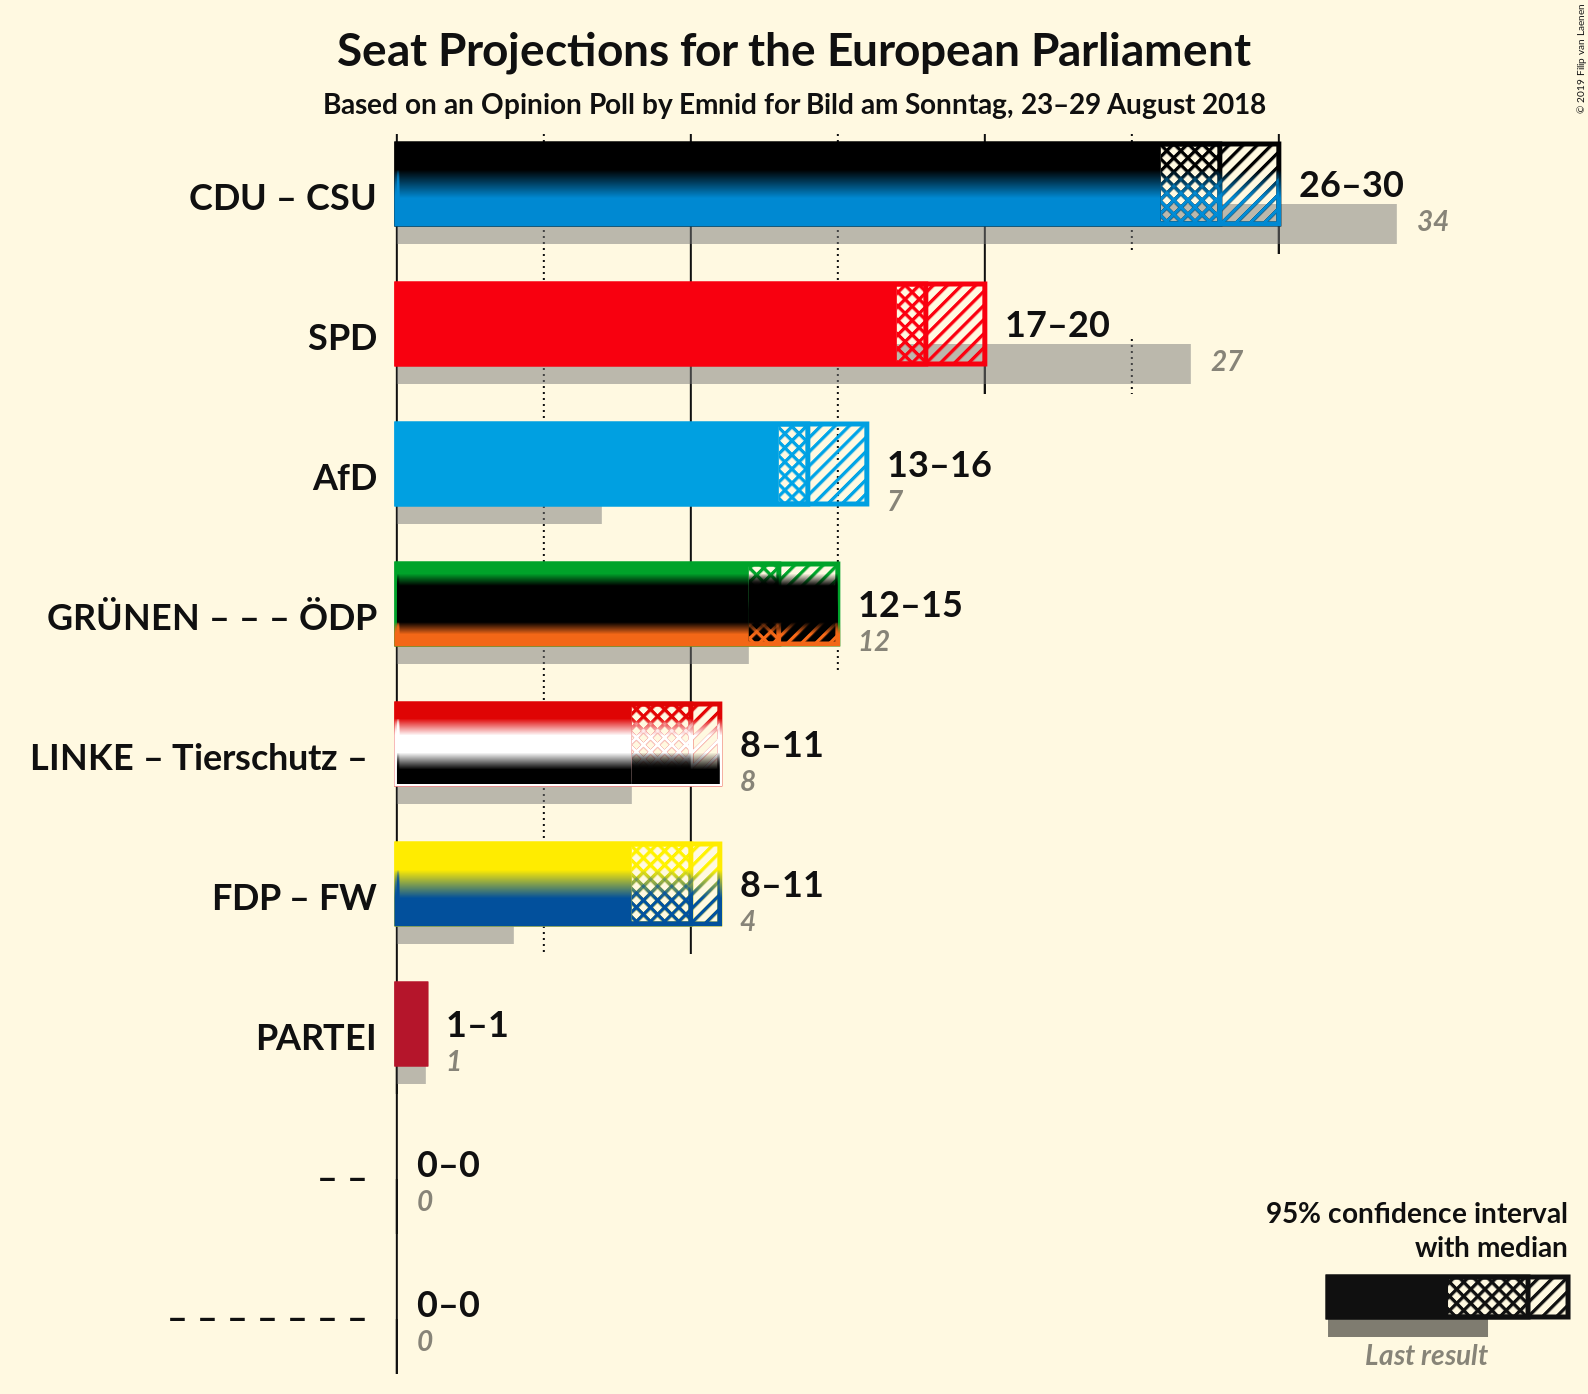 Seat Projections for the European Parliament
Based on an Opinion Poll by Emnid for Bild am Sonntag, 23–29 August 2018
© 2019 Filip van Laenen
CDU – CSU
26–30
34
SPD
17–20
27
AfD
13–16
7
GRÜNEN – – – ÖDP
12–15
12
LINKE – Tierschutz –
8–11
8
FDP – FW
8–11
4
PARTEI
1–1
1
– –
0–0
0
– – – – – – –
0–0
0
95% confidence interval
with median
Last result